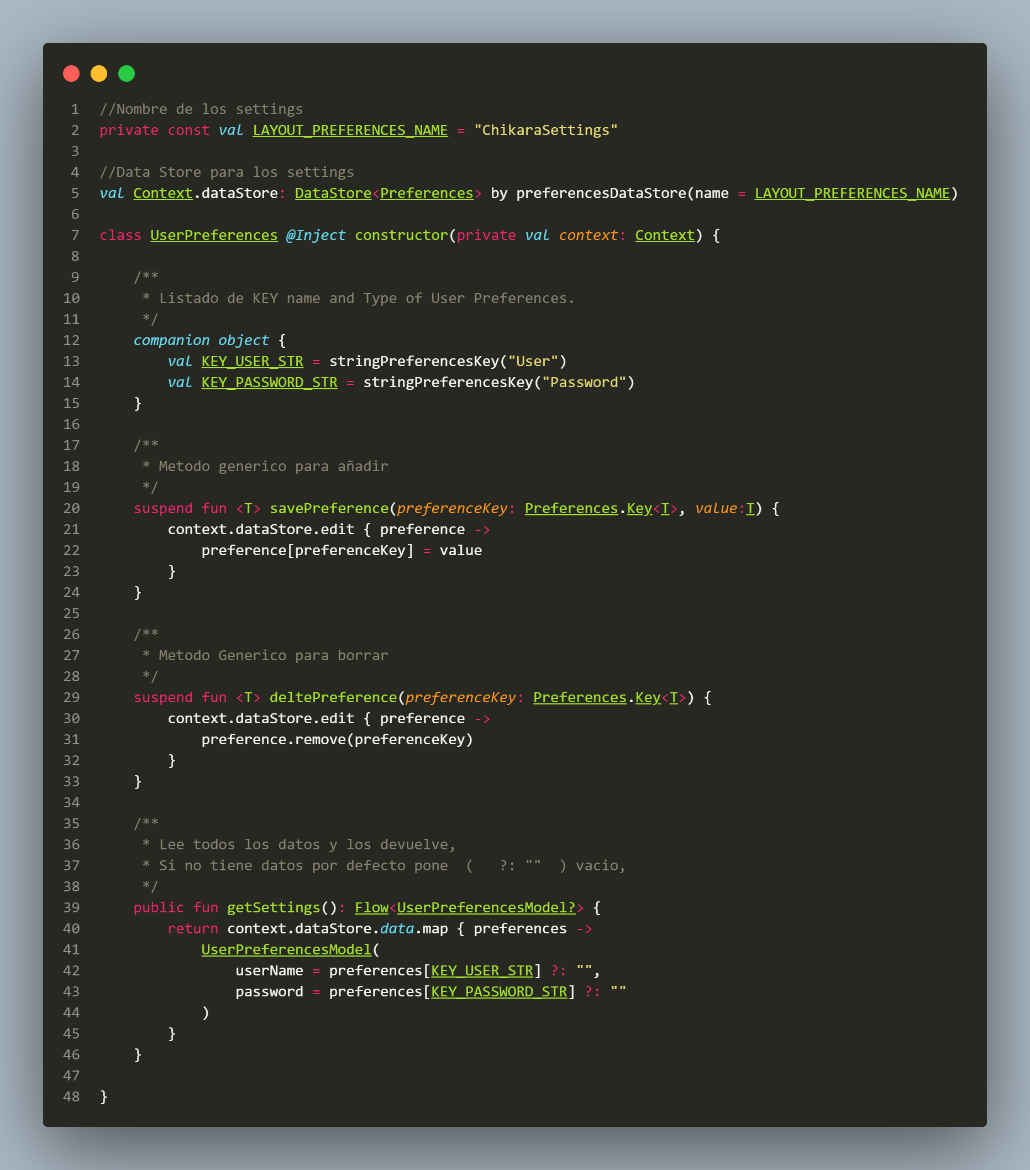 1 //Nombre de los settings
2 private const val LAYOUT_PREFERENCES_NAME = "ChikaraSettings"
3
4 //Data Store para los settings
5 val Context.dataStore: DataStore<Preferences> by preferencesDataStore(name = LAYOUT_PREFERENCES_NAME)
6
7 class UserPreferences @Inject constructor(private val context: Context) {
8
9     /**
10      * Listado de KEY name and Type of User Preferences.
11      */
12     companion object {
13         val KEY_USER_STR = stringPreferencesKey("User")
14         val KEY_PASSWORD_STR = stringPreferencesKey("Password")
15     }
16
17     /**
18      * Metodo generico para añadir
19      */
20     suspend fun <T> savePreference(preferenceKey: Preferences.Key<T>, value:T) {
21         context.dataStore.edit { preference ->
22             preference[preferenceKey] = value
23         }
24     }
25
26     /**
27      * Metodo Generico para borrar
28      */
29     suspend fun <T> deltePreference(preferenceKey: Preferences.Key<T>) {
30         context.dataStore.edit { preference ->
31             preference.remove(preferenceKey)
32         }
33     }
34
35     /**
36      * Lee todos los datos y los devuelve,
37      * Si no tiene datos por defecto pone  (   ?: ""  ) vacio,
38      */
39     public fun getSettings(): Flow<UserPreferencesModel?> {
40         return context.dataStore.data.map { preferences ->
41             UserPreferencesModel(
42                 userName = preferences[KEY_USER_STR] ?: "",
43                 password = preferences[KEY_PASSWORD_STR] ?: ""
44             )
45         }
46     }
47
48 }